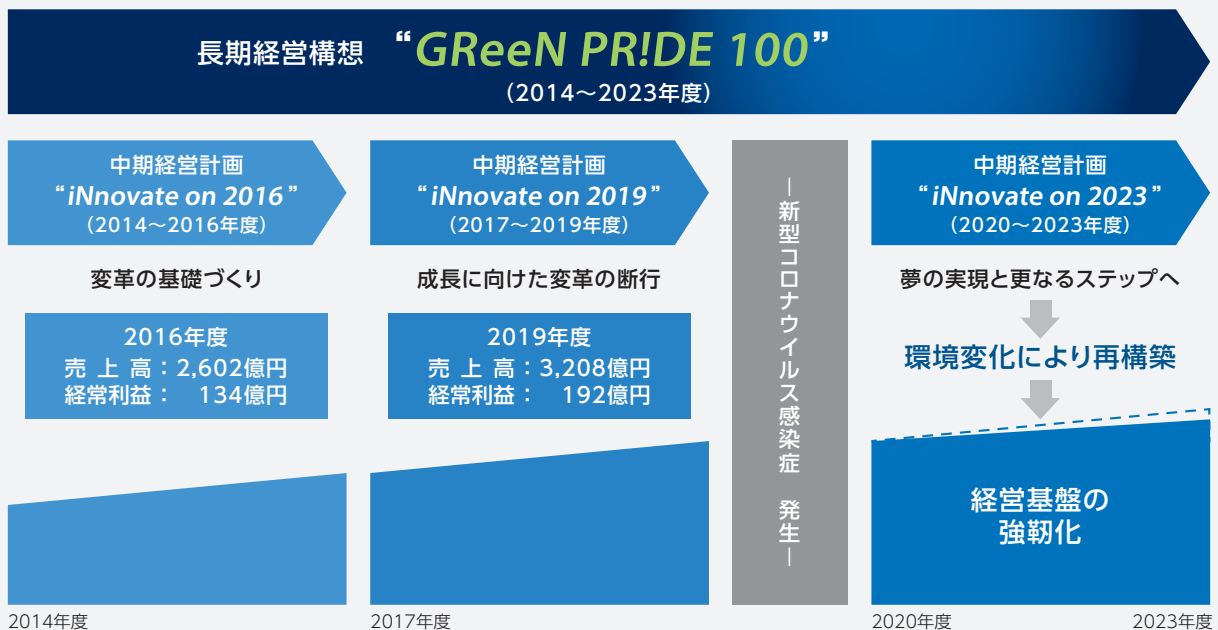 長期経営構想 “GReeN PR!DE 100”
（2014～2023年度）
中期経営計画
“iNnovate on 2016”
（2014～2016年度）
変革の基礎づくり
2016年度
売上高：2,602億円
経常利益： 134億円
2014年度
中期経営計画
“iNnovate on 2019”
（2017～2019年度）
成長に向けた変革の断行
2019年度
売上高：3,208億円
経常利益： 192億円
2017年度
―新型コロナウイルス感染症 発生―
中期経営計画
“iNnovate on 2023”
（2020～2023年度）
夢の実現と更なるステップへ
環境変化により再構築
経営基盤の
強靭化
2020年度 2023年度